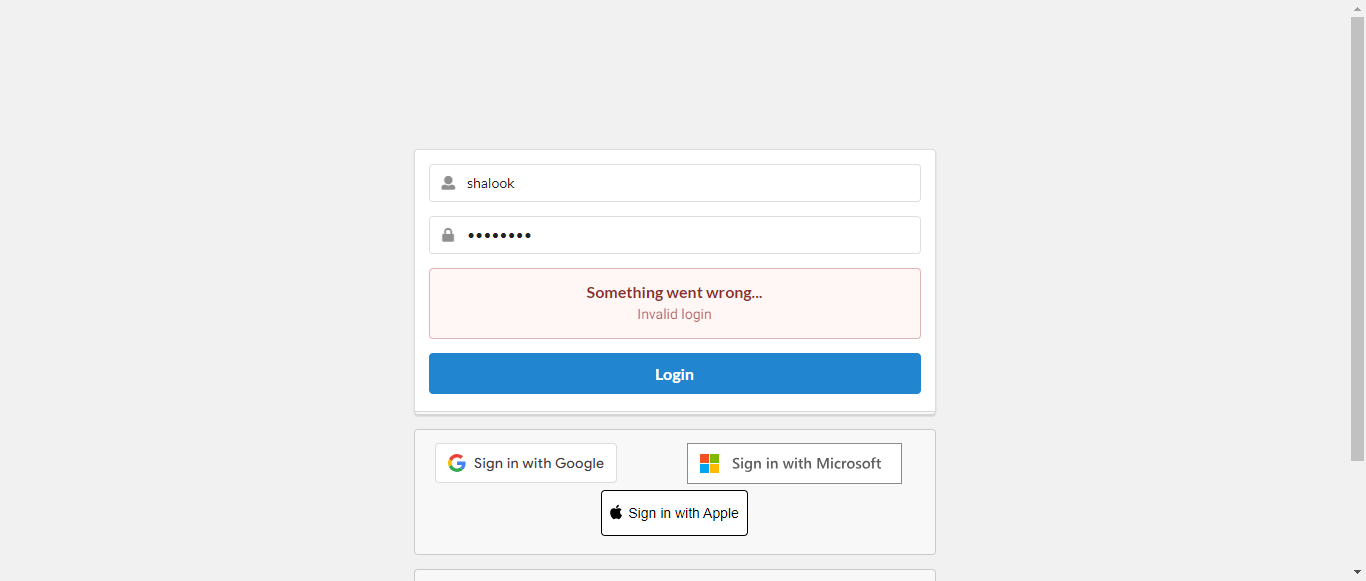 shalook
••••••••
Something went wrong...
Invalid login
Login
Sign in with Google
Sign in with Microsoft
Sign in with Apple